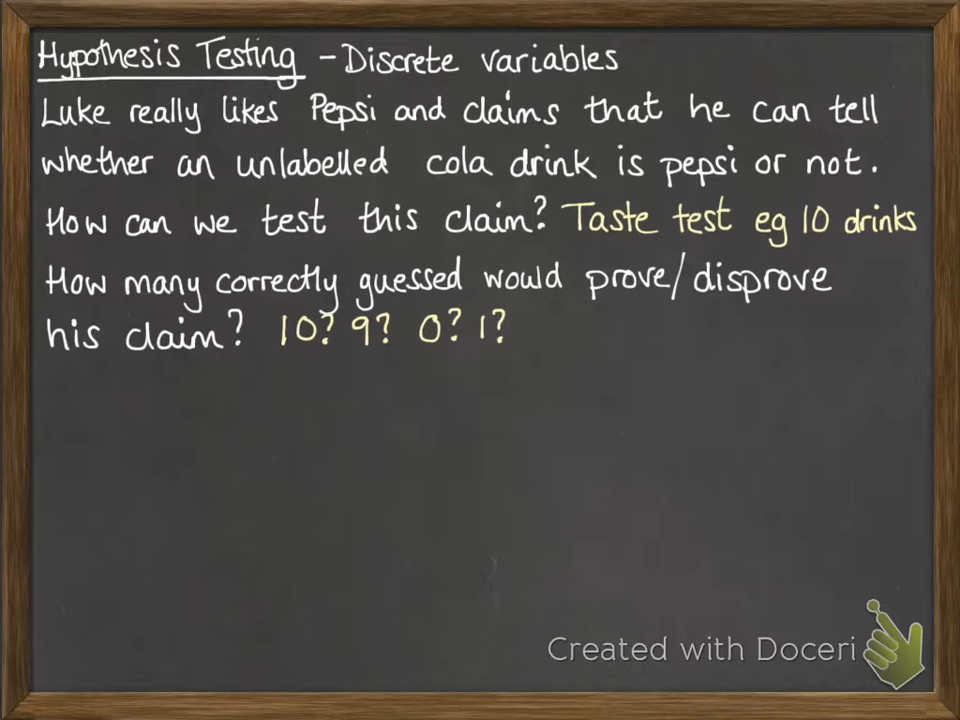 Hypothesis Testing - Discrete variables
Luke really likes Pepsi and claims that he can tell
whether an unlabelled cola drink is pepsi or not.
How can we test this claim? Taste test eg 10 drinks
How many correctly guessed would prove/disprove
his claim? 10? 9? 0? 1?
Created with Doceri